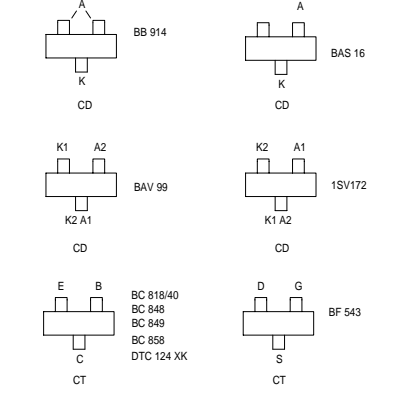 A
BB 914
K
CD
A
BAS 16
K
CD
K1 A2
BAV 99
K2 A1
CD
K2 A1
1SV172
K1 A2
CD
E B
BC 818/40
BC 848
BC 849
BC 858
DTC 124 XK
C
CT
D G
BF 543
S
CT